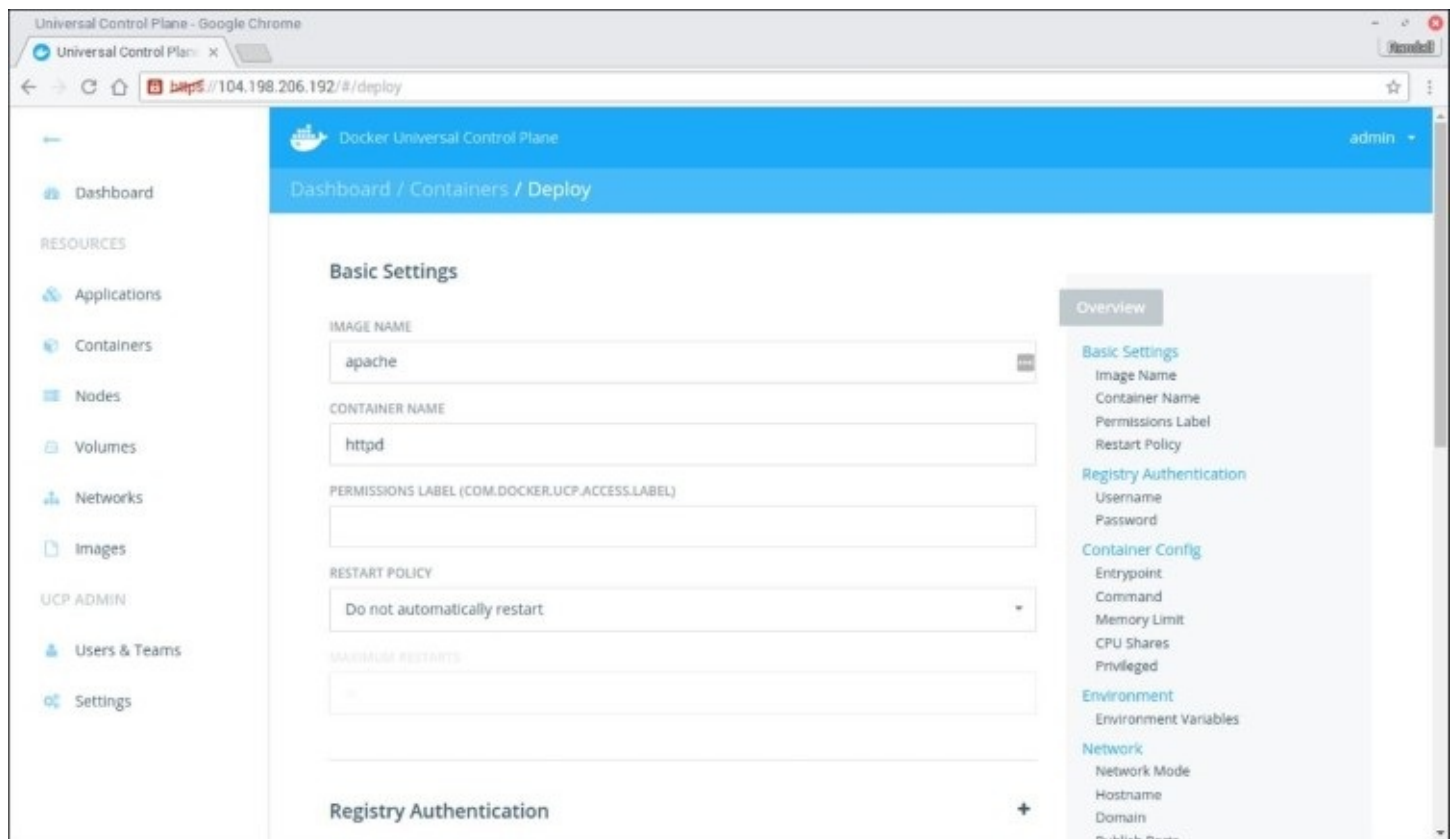 Universal Control Plane - Google Chrome
Universal Control Plan
https://104.198.206.192/#/deploy
Docker Universal Control Plane
admin
Dashboard / Containers / Deploy
Dashboard
RESOURCES
Applications
Containers
Nodes
Volumes
Networks
Images
UCP ADMIN
Users & Teams
Settings
Basic Settings
IMAGE NAME
apache
CONTAINER NAME
httpd
PERMISSIONS LABEL (COM.DOCKER.UCP.ACCESS.LABEL)
RESTART POLICY
Do not automatically restart
MAXIMUM RESTARTS
Registry Authentication
+
Overview
Basic Settings
Image Name
Container Name
Permissions Label
Restart Policy
Registry Authentication
Username
Password
Container Config
Entrypoint
Command
Memory Limit
CPU Shares
Privileged
Environment
Environment Variables
Network
Network Mode
Hostname
Domain